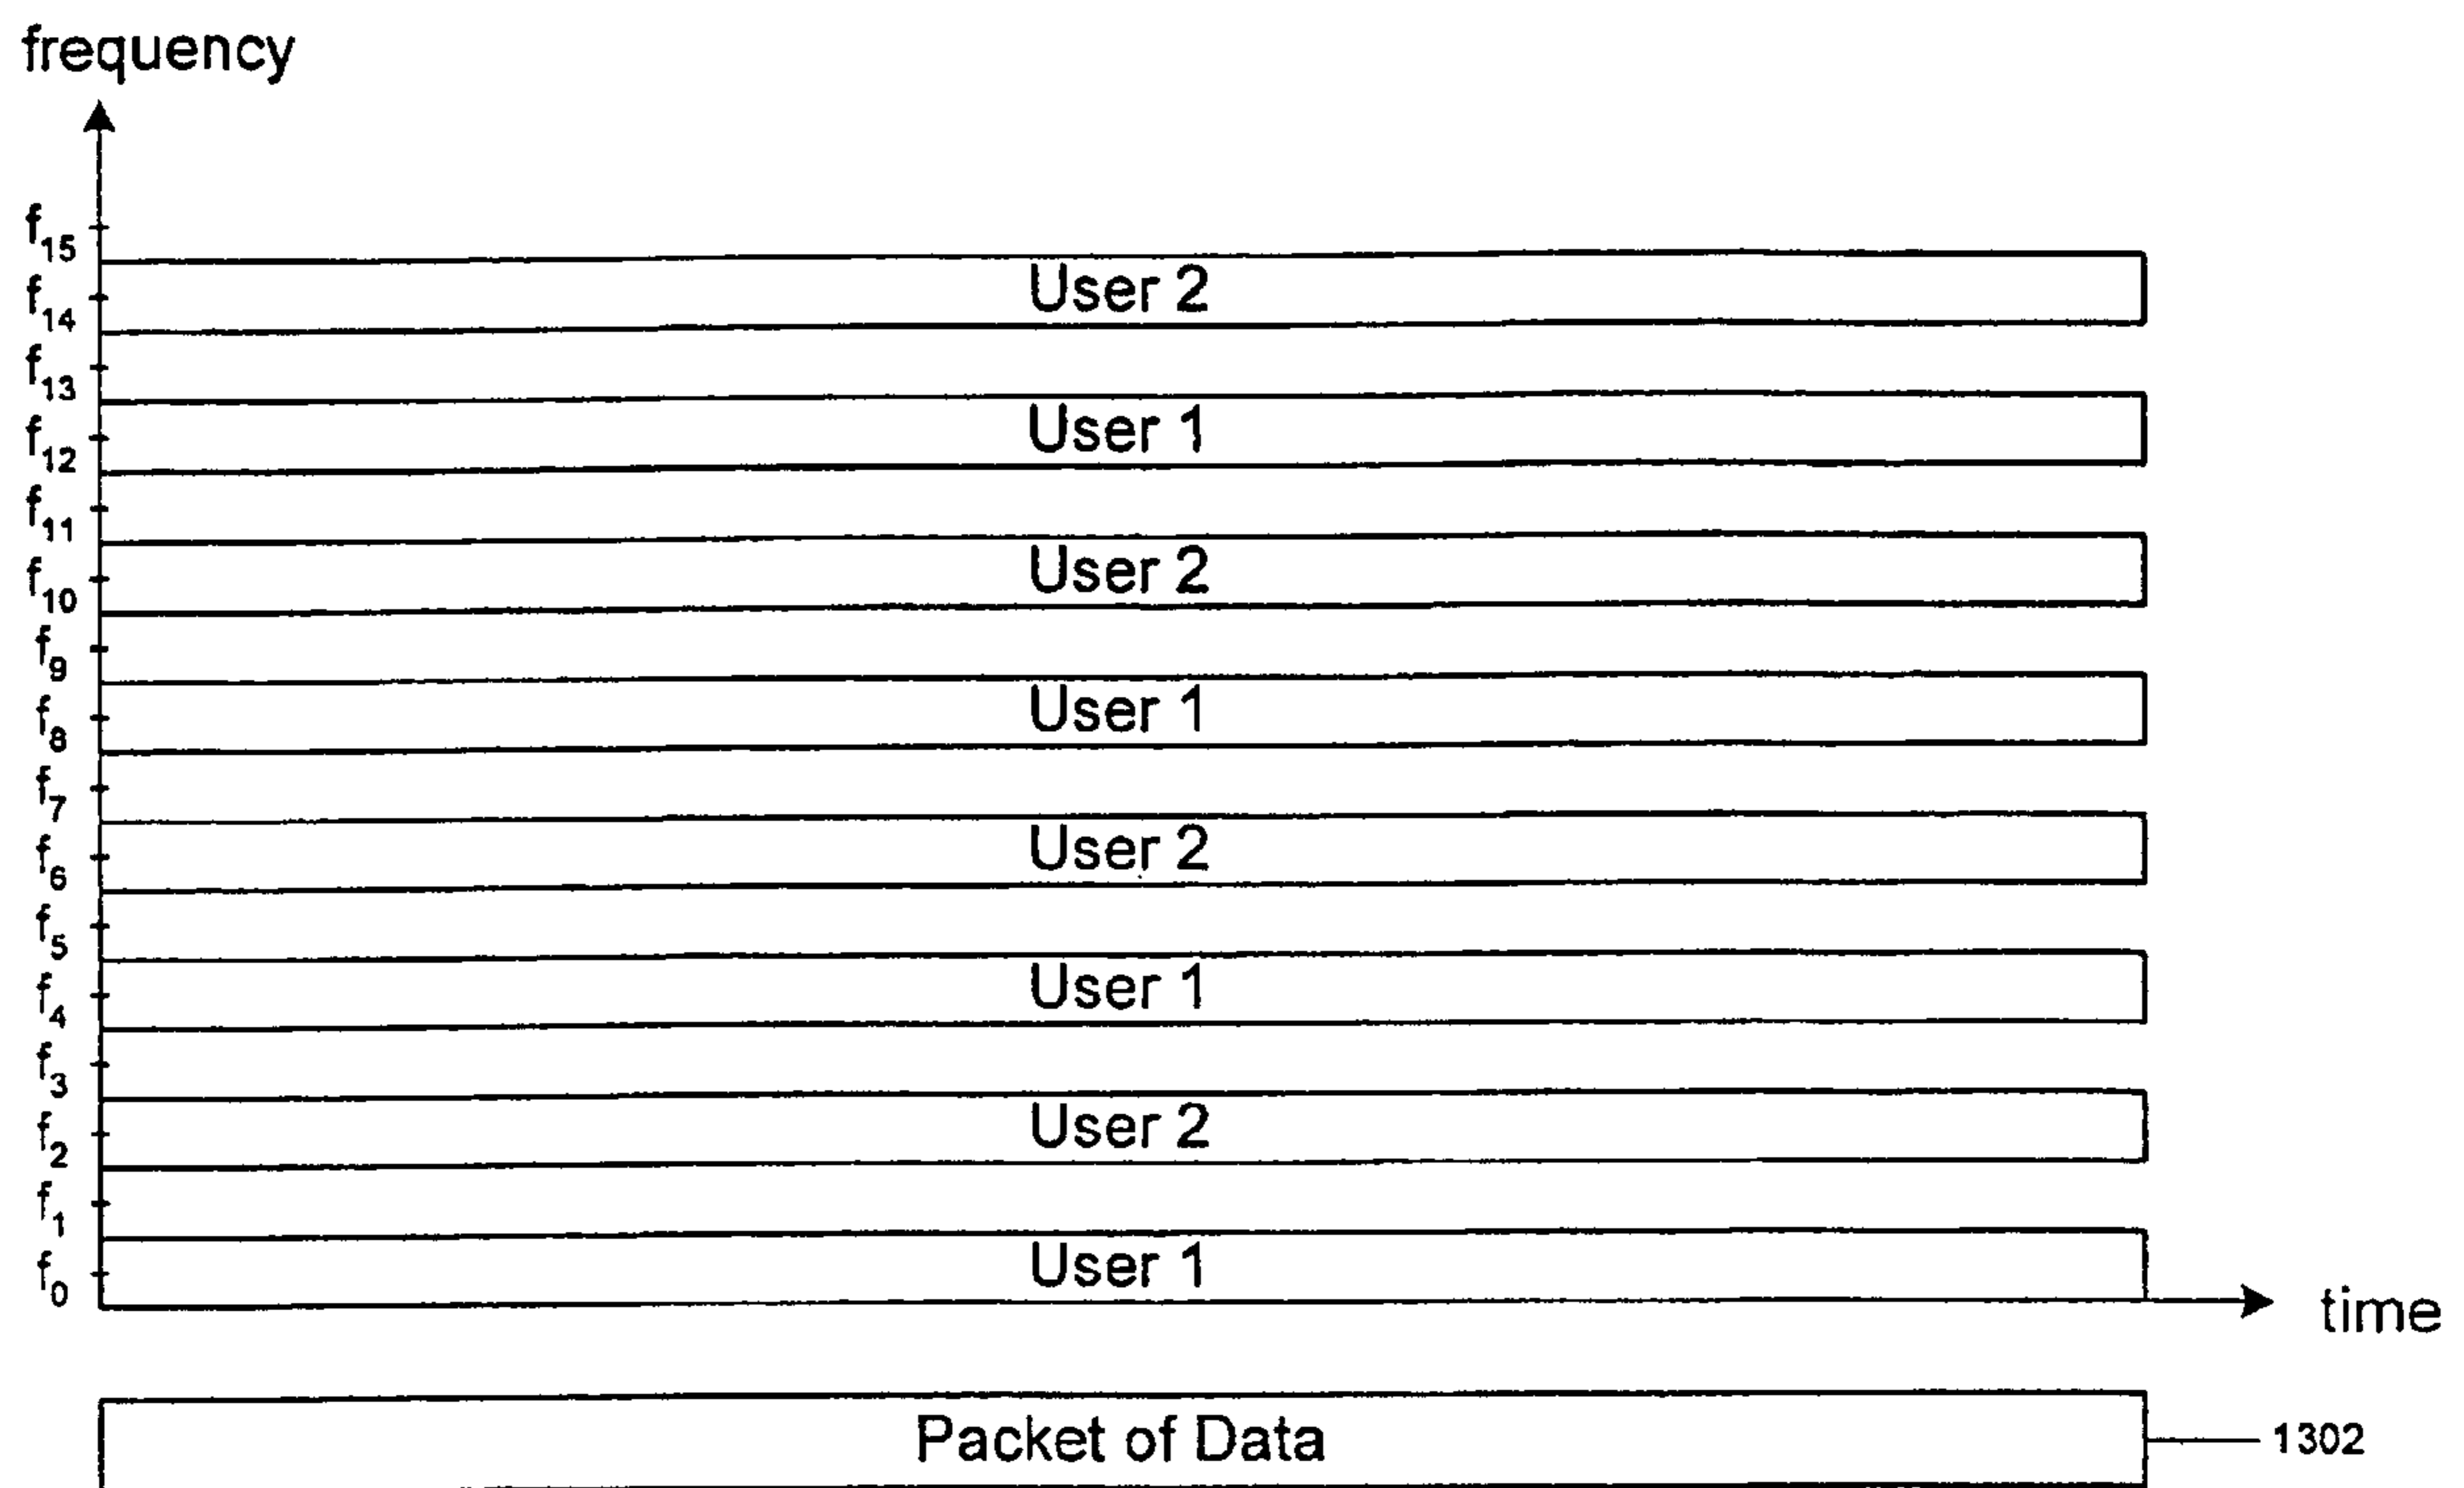 frequency
f15
User 2
f14
f13
User 1
f12
f11
User 2
f10
f9
User 1
f8
f7
User 2
f6
f5
User 1
f4
f3
User 2
f2
f1
User 1
f0
time
Packet of Data
1302